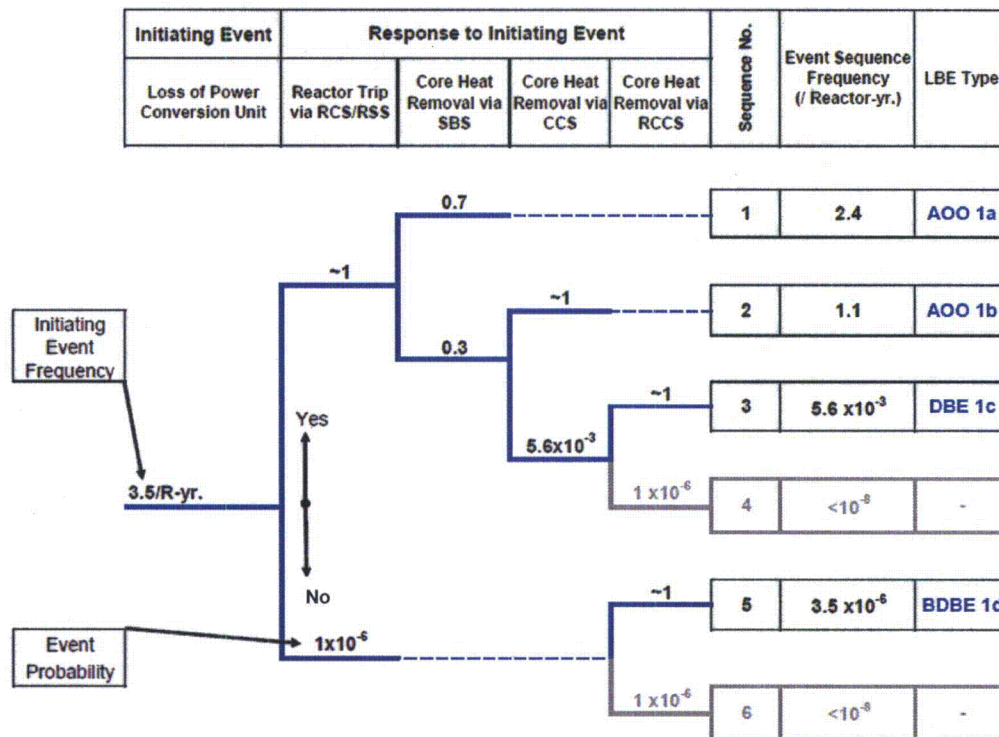 Initiating Event
Response to Initiating Event
Sequence No.
Event Sequence
Frequency
(/ Reactor-yr.)
LBE Type
Loss of Power
Conversion Unit
Reactor Trip
via RCS/RSS
Core Heat
Removal via
SBS
Core Heat
Removal via
CCS
Core Heat
Removal via
RCCS
0.7
1
2.4
AOO 1a
~1
~1
2
1.1
AOO 1b
Initiating
Event
Frequency
0.3
~1
3
5.6 x10⁻³
DBE 1c
Yes
5.6x10⁻³
3.5/R-yr.
1 x10⁻⁶
4
<10⁻⁸
-
No
~1
5
3.5 x10⁻⁶
BDBE 1d
Event
Probability
1x10⁻⁶
1 x10⁻⁶
6
<10⁻⁸
-